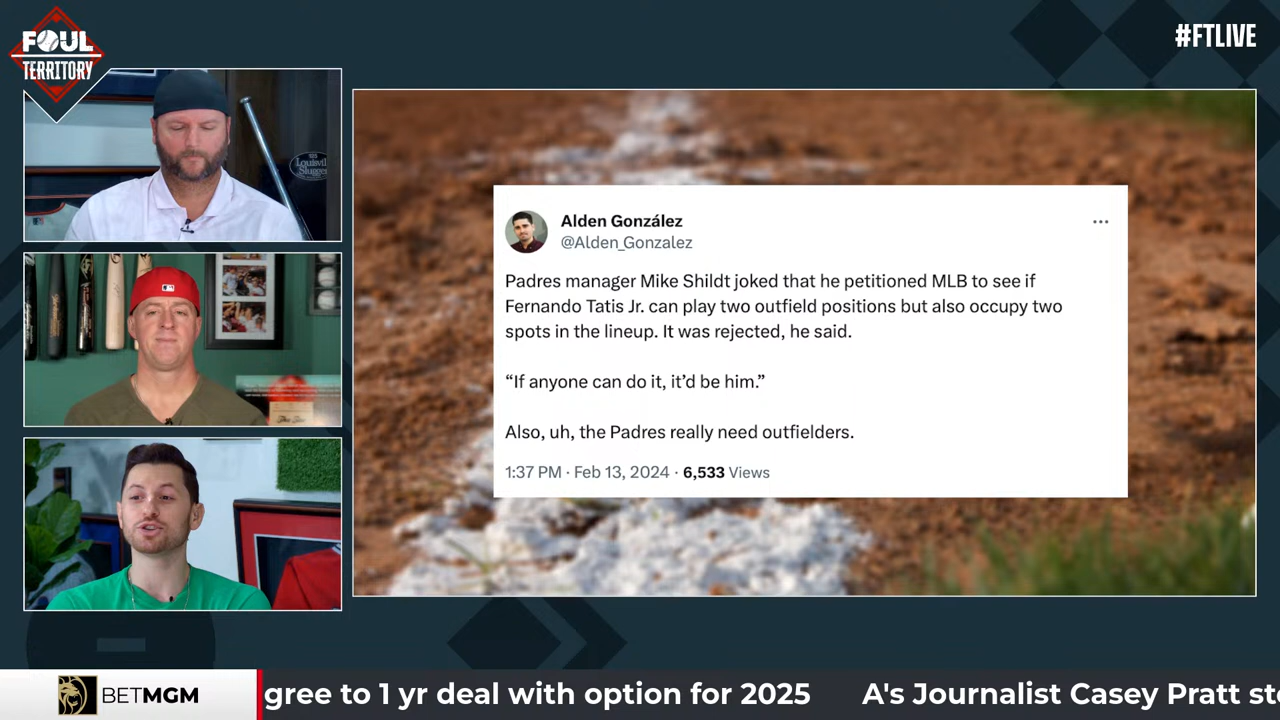 FOUL
TERRITORY
#FTLIVE
Louisville
Slugger
Alden González
@Alden_Gonzalez
Padres manager Mike Shildt joked that he petitioned MLB to see if
Fernando Tatis Jr. can play two outfield positions but also occupy two
spots in the lineup. It was rejected, he said.
“If anyone can do it, it’d be him.”
Also, uh, the Padres really need outfielders.
1:37 PM · Feb 13, 2024 · 6,533 Views
BETMGM
gree to 1 yr deal with option for 2025 A's Journalist Casey Pratt st